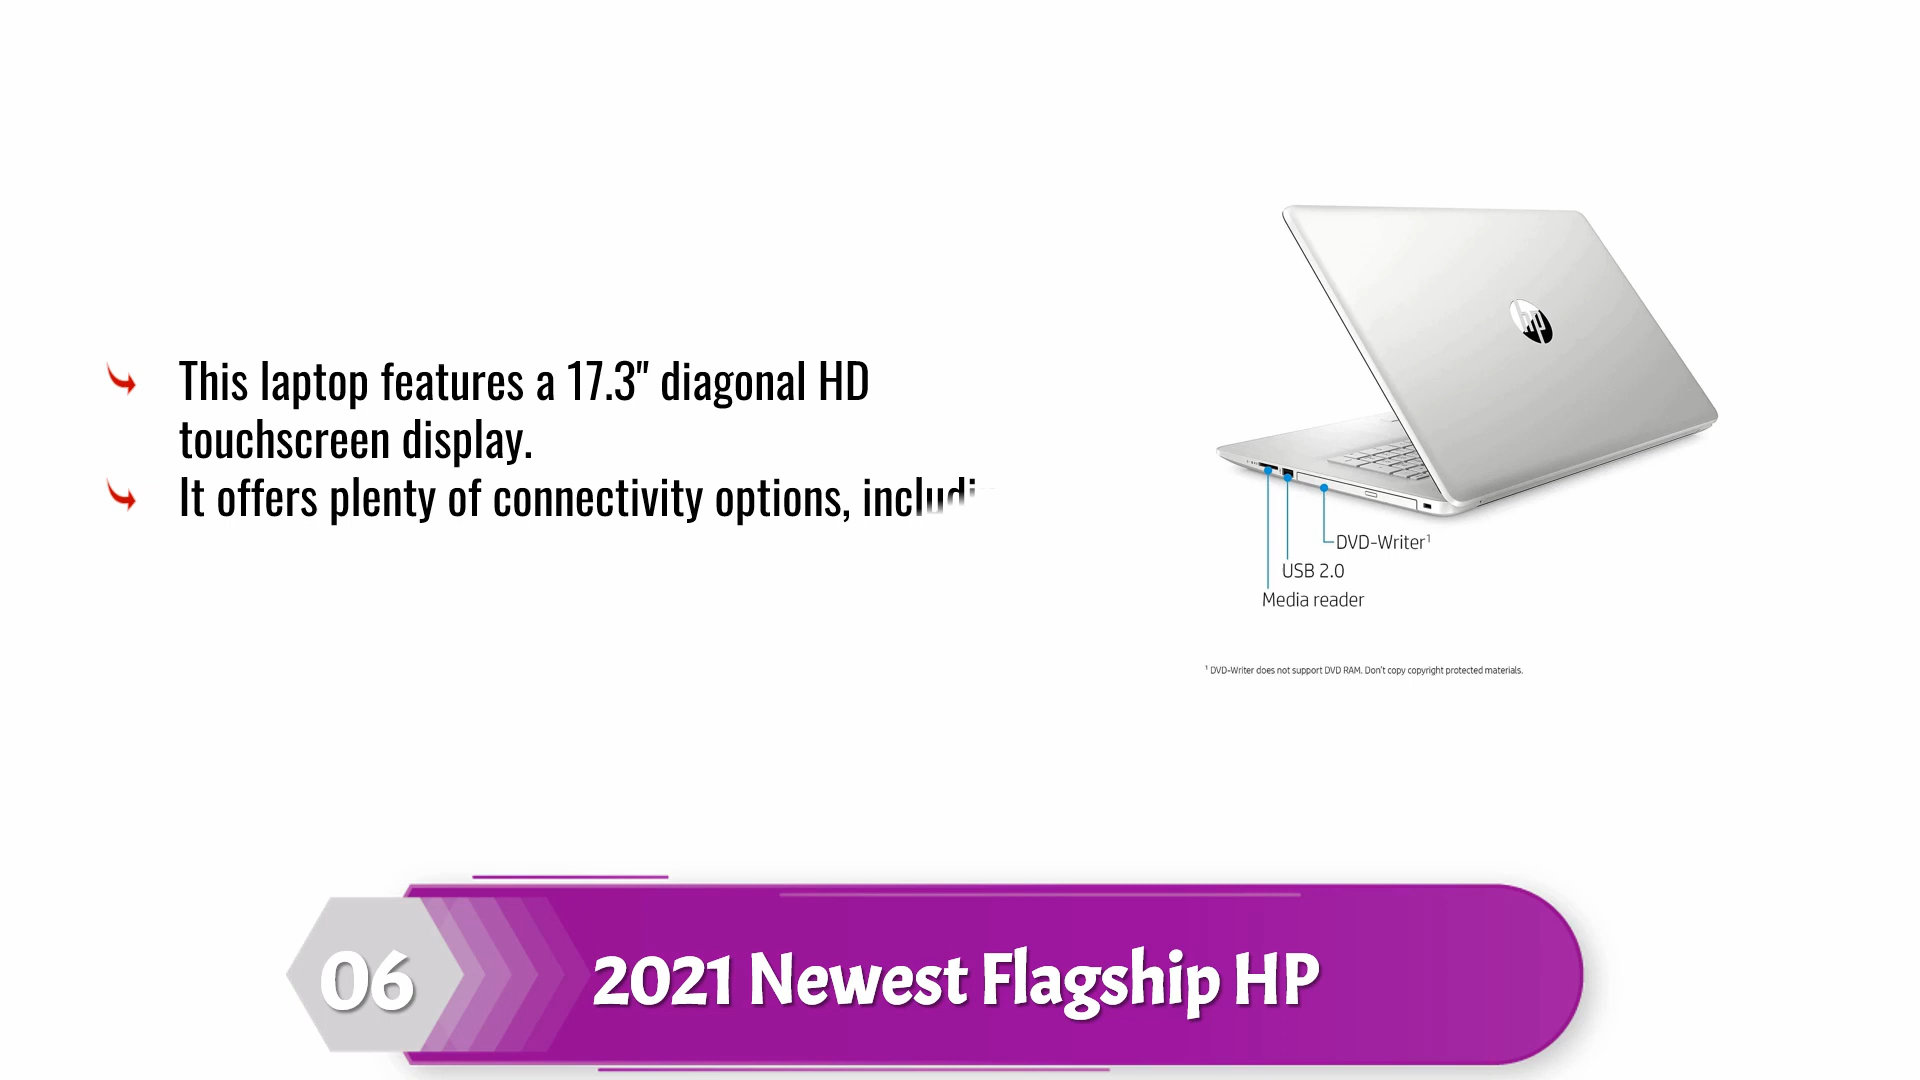 This laptop features a 17.3" diagonal HD
touchscreen display.
It offers plenty of connectivity options,
hp
DVD-Writer¹
USB 2.0
Media reader
¹ DVD-Writer does not support DVD RAM. Don't copy copyright protected materials.
06
2021 Newest Flagship HP